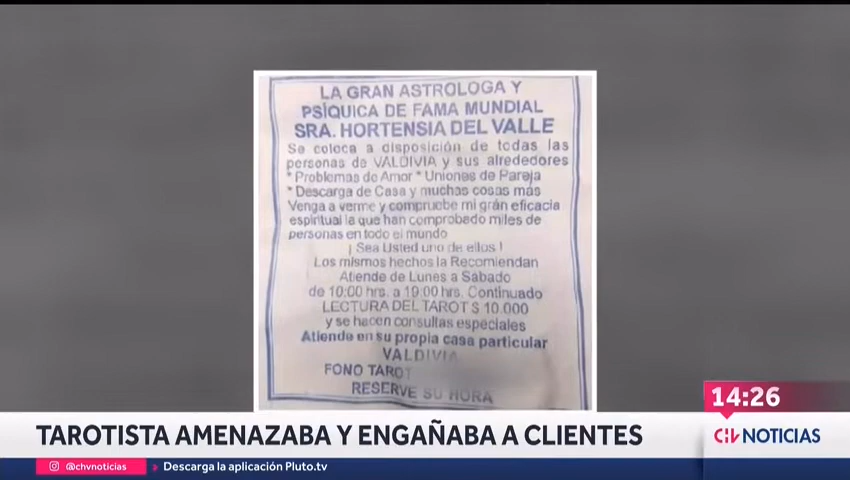 LA GRAN ASTROLOGA Y
PSÍQUICA DE FAMA MUNDIAL
SRA. HORTENSIA DEL VALLE
Se coloca a disposición de todas las
personas de VALDIVIA y sus alrededores
* Problemas de Amor * Uniones de Pareja
* Descarga de Casa y muchas cosas más
Venga a verme y compruebe mi grán eficacia
espiritual la que han comprobado miles de
personas en todo el mundo
¡ Sea Usted uno de ellos !
Los mismos hechos la Recomiendan
Atiende de Lunes a Sábado
de 10:00 hrs. a 19:00 hrs. Continuado
LECTURA DEL TAROT $ 10.000
y se hacen consultas especiales
Atiende en su propia casa particular
VALDIVIA
FONO TAROT
RESERVE SU HORA
14:26
TAROTISTA AMENAZABA Y ENGAÑABA A CLIENTES
CHV NOTICIAS
@chvnoticias
Descarga la aplicación Pluto.tv